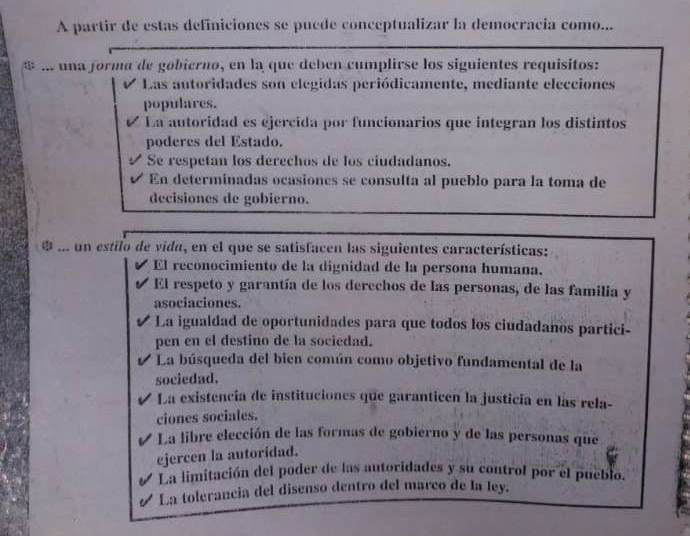 A partir de estas definiciones se puede conceptualizar la democracia como...
❄ ... una forma de gobierno, en la que deben cumplirse los siguientes requisitos:
✔ Las autoridades son elegidas periódicamente, mediante elecciones
populares.
✔ La autoridad es ejercida por funcionarios que integran los distintos
poderes del Estado.
✔ Se respetan los derechos de los ciudadanos.
✔ En determinadas ocasiones se consulta al pueblo para la toma de
decisiones de gobierno.
❄ ... un estilo de vida, en el que se satisfacen las siguientes características:
✔ El reconocimiento de la dignidad de la persona humana.
✔ El respeto y garantía de los derechos de las personas, de las familia y
asociaciones.
✔ La igualdad de oportunidades para que todos los ciudadanos partici-
pen en el destino de la sociedad.
✔ La búsqueda del bien común como objetivo fundamental de la
sociedad.
✔ La existencia de instituciones que garanticen la justicia en las rela-
ciones sociales.
✔ La libre elección de las formas de gobierno y de las personas que
ejercen la autoridad.
✔ La limitación del poder de las autoridades y su control por el pueblo.
✔ La tolerancia del disenso dentro del marco de la ley.